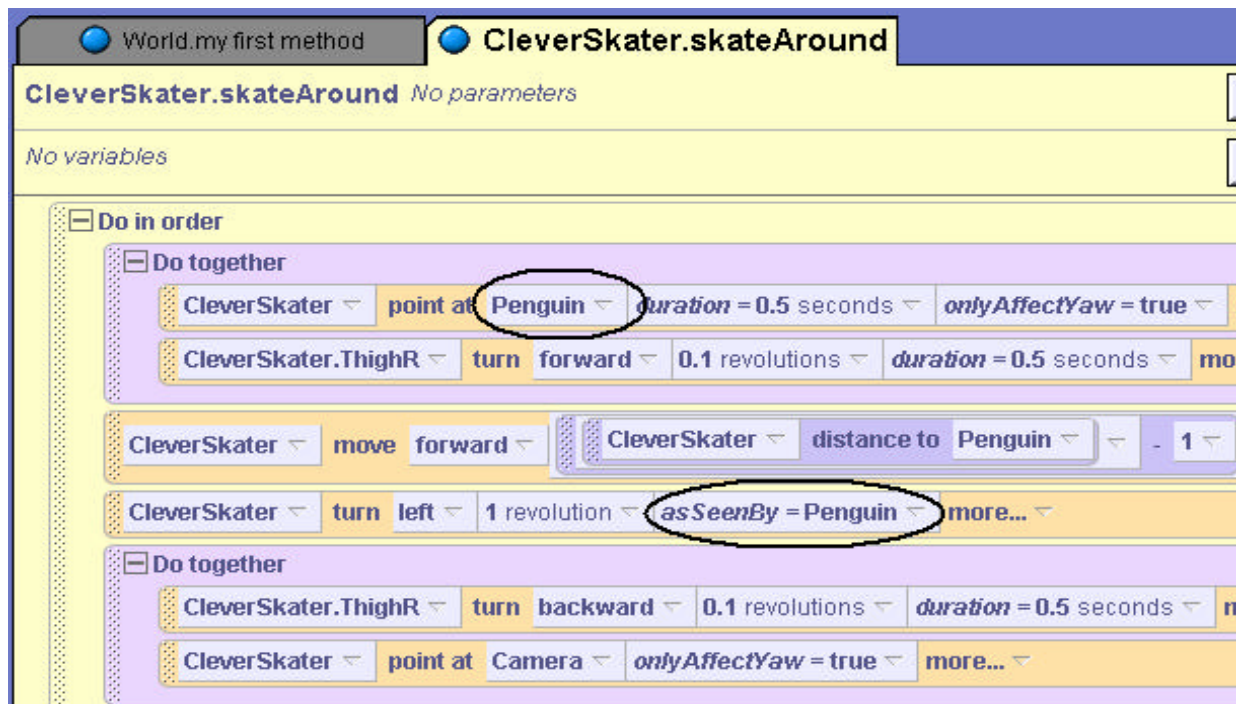 World.my first method CleverSkater.skateAround
CleverSkater.skateAround No parameters
No variables
Do in order
Do together
CleverSkater point at Penguin duration = 0.5 seconds onlyAffectYaw = true
CleverSkater.ThighR turn forward 0.1 revolutions duration = 0.5 seconds mo
CleverSkater move forward CleverSkater distance to Penguin - 1
CleverSkater turn left 1 revolution asSeenBy = Penguin more...
Do together
CleverSkater.ThighR turn backward 0.1 revolutions duration = 0.5 seconds
CleverSkater point at Camera onlyAffectYaw = true more...